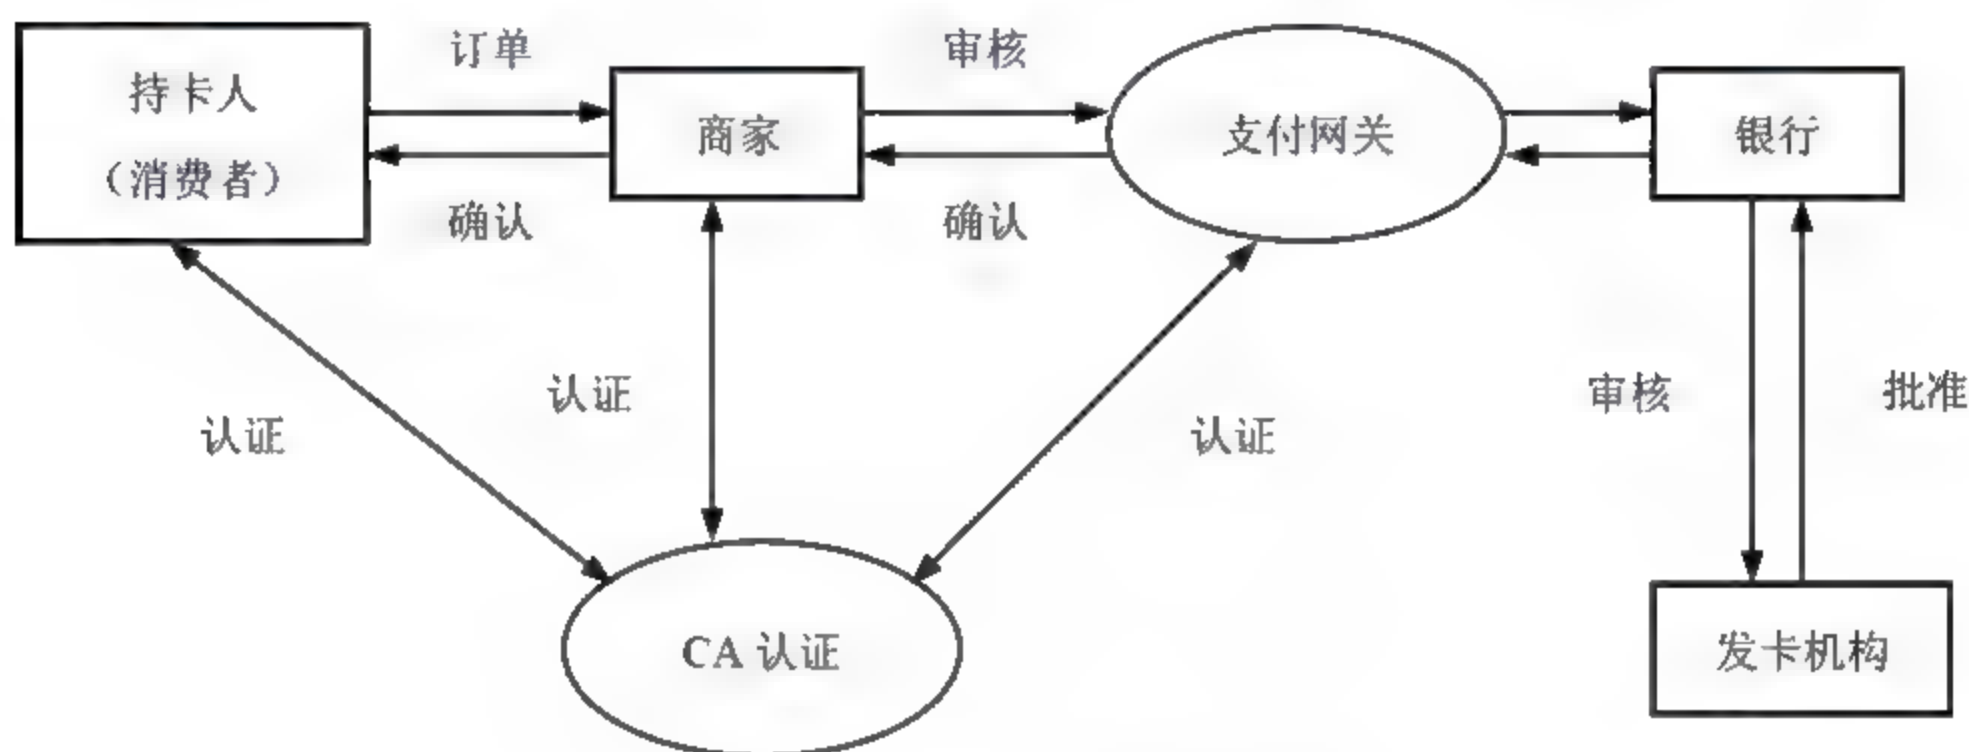 订单
审核
持卡人
（消费者）
商家
支付网关
银行
确认
确认
认证
认证
认证
审核
批准
CA 认证
发卡机构